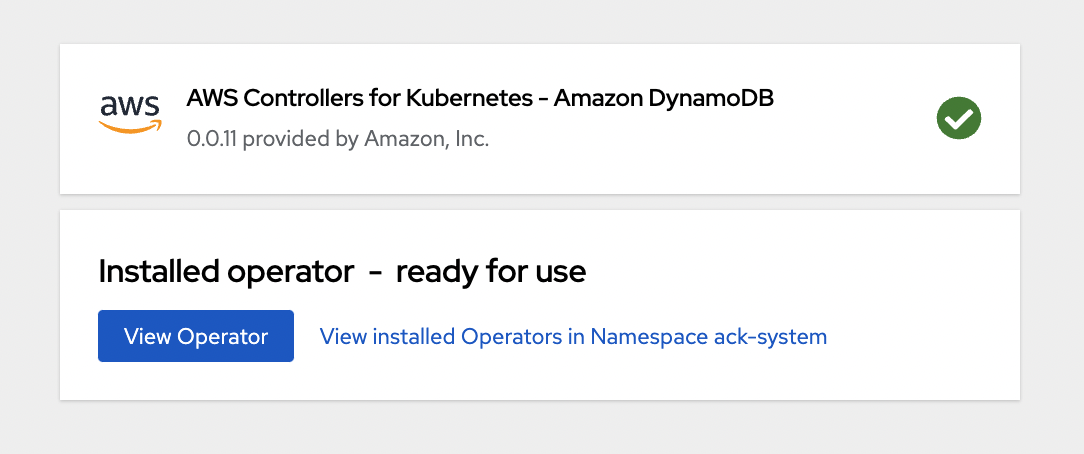 aws
AWS Controllers for Kubernetes - Amazon DynamoDB
0.0.11 provided by Amazon, Inc.
Installed operator - ready for use
View Operator
View installed Operators in Namespace ack-system